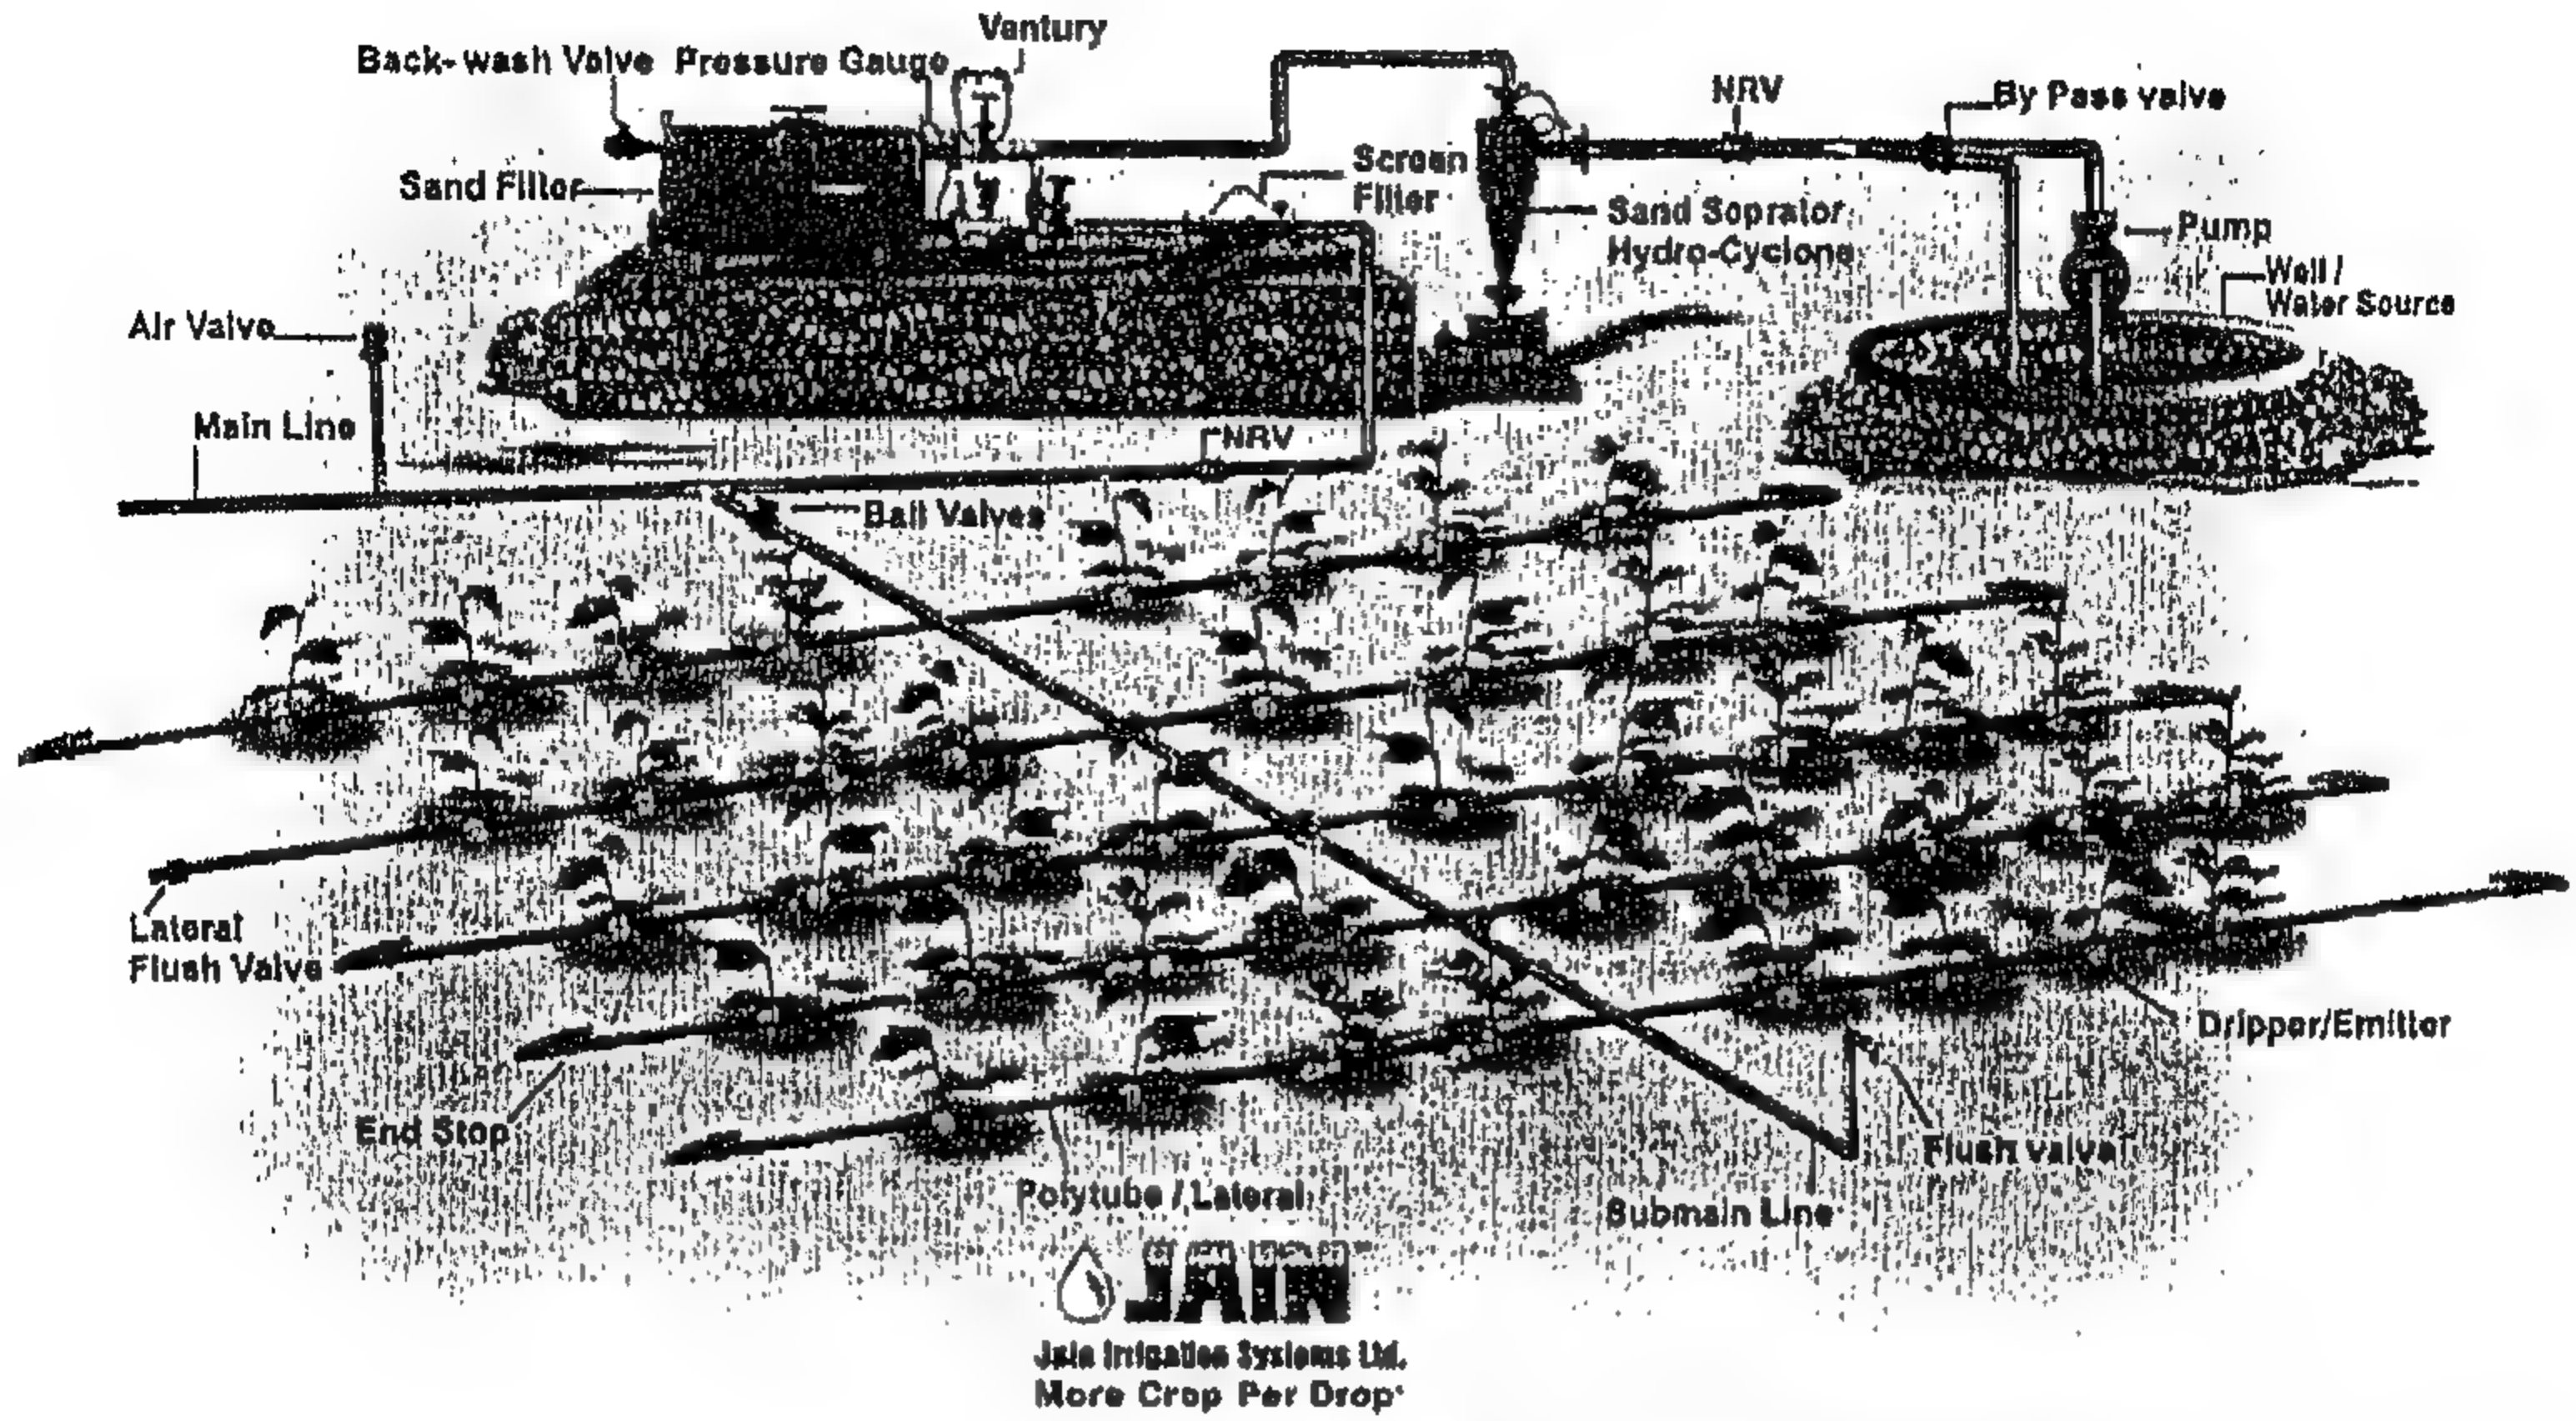 Vantury
Back-wash Valve Pressure Gauge
NRV
By Pass valve
Sand Filter
Screen
Filter
Sand Soprator
Hydro-Cyclone
Pump
Well /
Water Source
Air Valve
Main Line
NRV
Ball Valves
Lateral
Flush Valve
Dripper/Emitter
End Stop
Flush valve
Polytube / Lateral
Submain Line
JAIN
Jain Irrigation Systems Ltd.
More Crop Per Drop